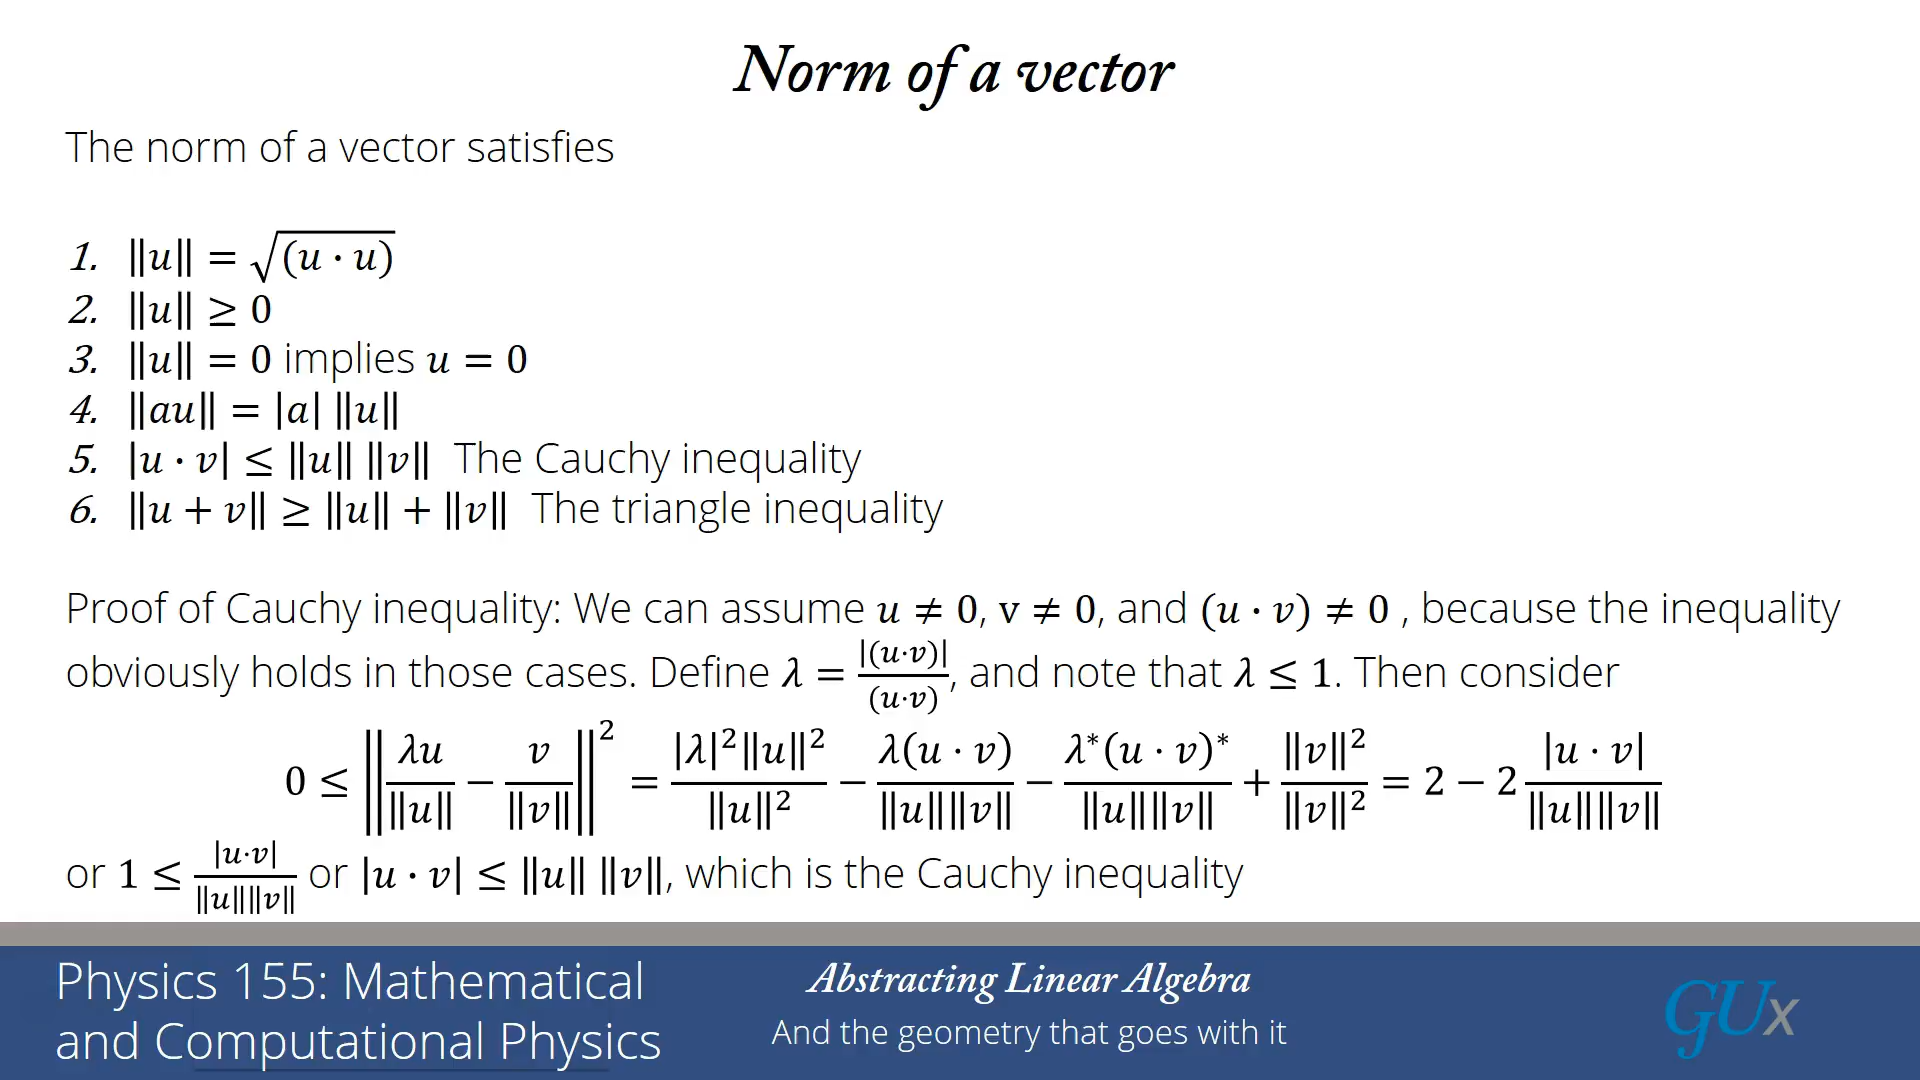 Norm of a vector
The norm of a vector satisfies
1. ‖u‖ = √(u · u)
2. ‖u‖ ≥ 0
3. ‖u‖ = 0 implies u = 0
4. ‖au‖ = |a| ‖u‖
5. |u · v| ≤ ‖u‖ ‖v‖ The Cauchy inequality
6. ‖u + v‖ ≥ ‖u‖ + ‖v‖ The triangle inequality
Proof of Cauchy inequality: We can assume u ≠ 0, v ≠ 0, and (u · v) ≠ 0 , because the inequality
obviously holds in those cases. Define λ = |(u·v)|/(u·v), and note that λ ≤ 1. Then consider
0 ≤ ‖λu/‖u‖ − v/‖v‖‖² = |λ|²‖u‖²/‖u‖² − λ(u · v)/‖u‖‖v‖ − λ*(u · v)*/‖u‖‖v‖ + ‖v‖²/‖v‖² = 2 − 2 |u · v|/‖u‖‖v‖
or 1 ≤ |u·v|/‖u‖‖v‖ or |u · v| ≤ ‖u‖ ‖v‖, which is the Cauchy inequality
Physics 155: Mathematical
and Computational Physics
Abstracting Linear Algebra
And the geometry that goes with it
GUx